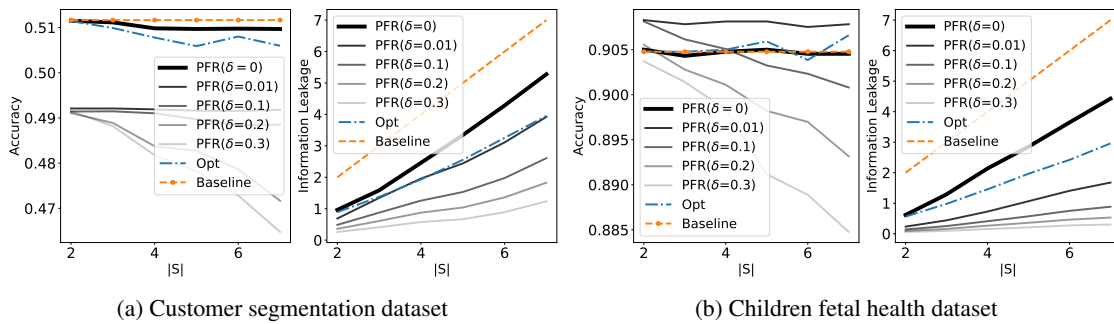 0.51
0.50
0.49
0.48
0.47
Accuracy
2
4
6
|S|
PFR(δ = 0)
PFR(δ=0.01)
PFR(δ=0.1)
PFR(δ=0.2)
PFR(δ=0.3)
Opt
Baseline
7
6
5
4
3
2
1
0
Information Leakage
2
4
6
|S|
PFR(δ=0)
PFR(δ=0.01)
PFR(δ=0.1)
PFR(δ=0.2)
PFR(δ=0.3)
Opt
Baseline
(a) Customer segmentation dataset
0.905
0.900
0.895
0.890
0.885
Accuracy
2
4
6
|S|
PFR(δ = 0)
PFR(δ=0.01)
PFR(δ=0.1)
PFR(δ=0.2)
PFR(δ=0.3)
Opt
Baseline
7
6
5
4
3
2
1
0
Information Leakage
2
4
6
|S|
PFR(δ=0)
PFR(δ=0.01)
PFR(δ=0.1)
PFR(δ=0.2)
PFR(δ=0.3)
Opt
Baseline
(b) Children fetal health dataset